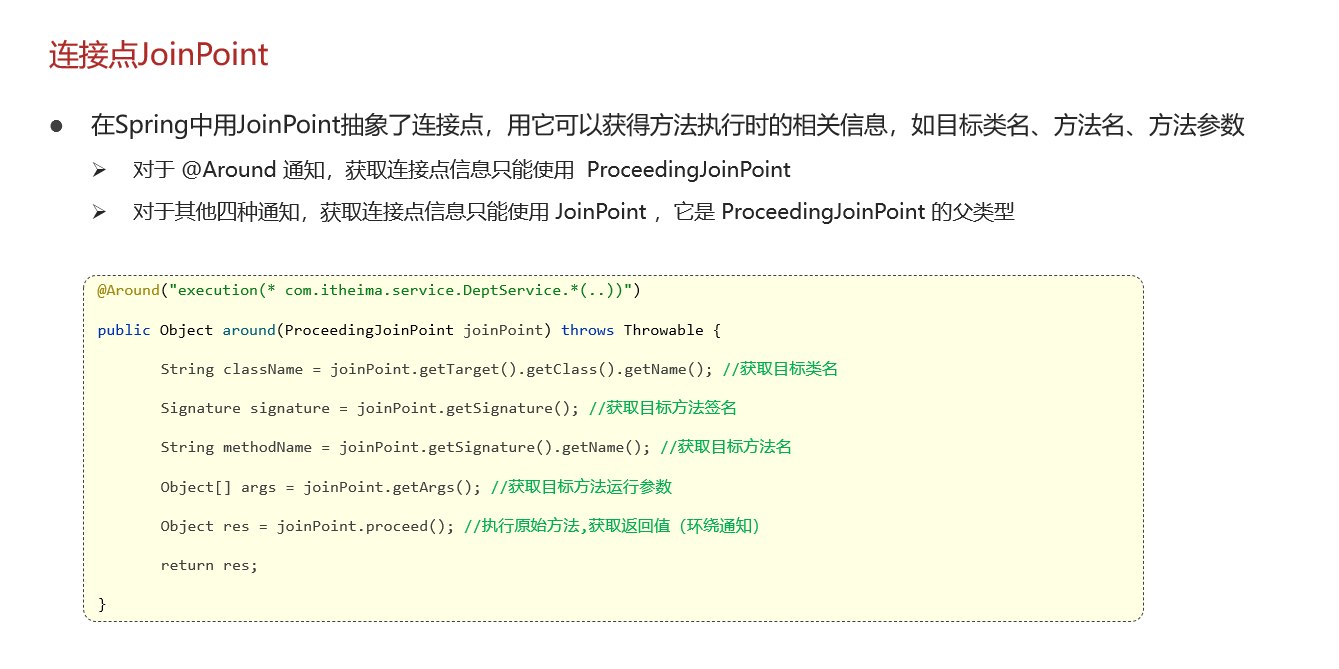 连接点JoinPoint
● 在Spring中用JoinPoint抽象了连接点，用它可以获得方法执行时的相关信息，如目标类名、方法名、方法参数
➢ 对于 @Around 通知，获取连接点信息只能使用 ProceedingJoinPoint
➢ 对于其他四种通知，获取连接点信息只能使用 JoinPoint ，它是 ProceedingJoinPoint 的父类型
@Around("execution(* com.itheima.service.DeptService.*(..))")
public Object around(ProceedingJoinPoint joinPoint) throws Throwable {
String className = joinPoint.getTarget().getClass().getName(); //获取目标类名
Signature signature = joinPoint.getSignature(); //获取目标方法签名
String methodName = joinPoint.getSignature().getName(); //获取目标方法名
Object[] args = joinPoint.getArgs(); //获取目标方法运行参数
Object res = joinPoint.proceed(); //执行原始方法,获取返回值（环绕通知）
return res;
}